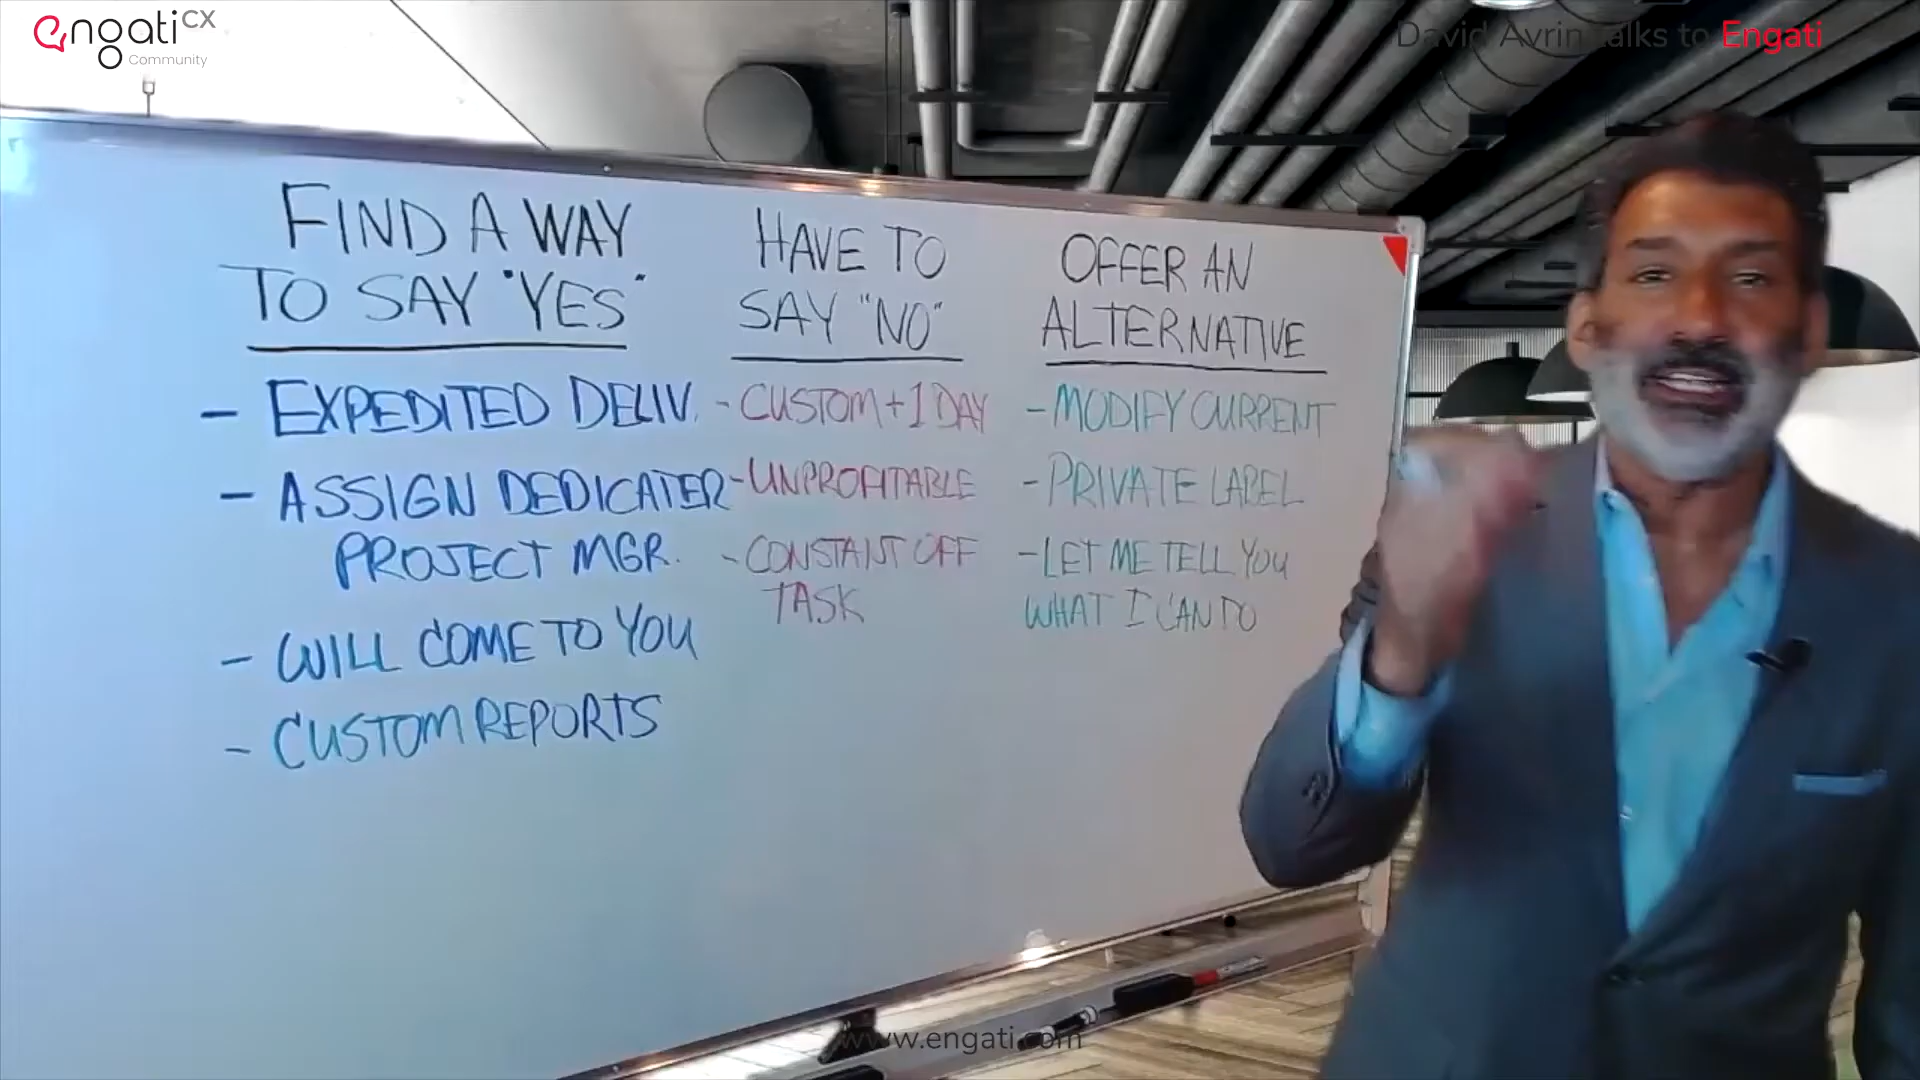 engati CX
Community
David Avrin talks to Engati
FIND A WAY
TO SAY "YES"
- EXPEDITED DELIV.
- ASSIGN DEDICATED
PROJECT MGR.
- WILL COME TO YOU
- CUSTOM REPORTS
HAVE TO
SAY "NO"
- CUSTOM + 1 DAY
- UNPROFITABLE
- CONSTANT OFF
TASK
OFFER AN
ALTERNATIVE
- MODIFY CURRENT
- PRIVATE LABEL
- LET ME TELL YOU
WHAT I CAN DO
www.engati.com